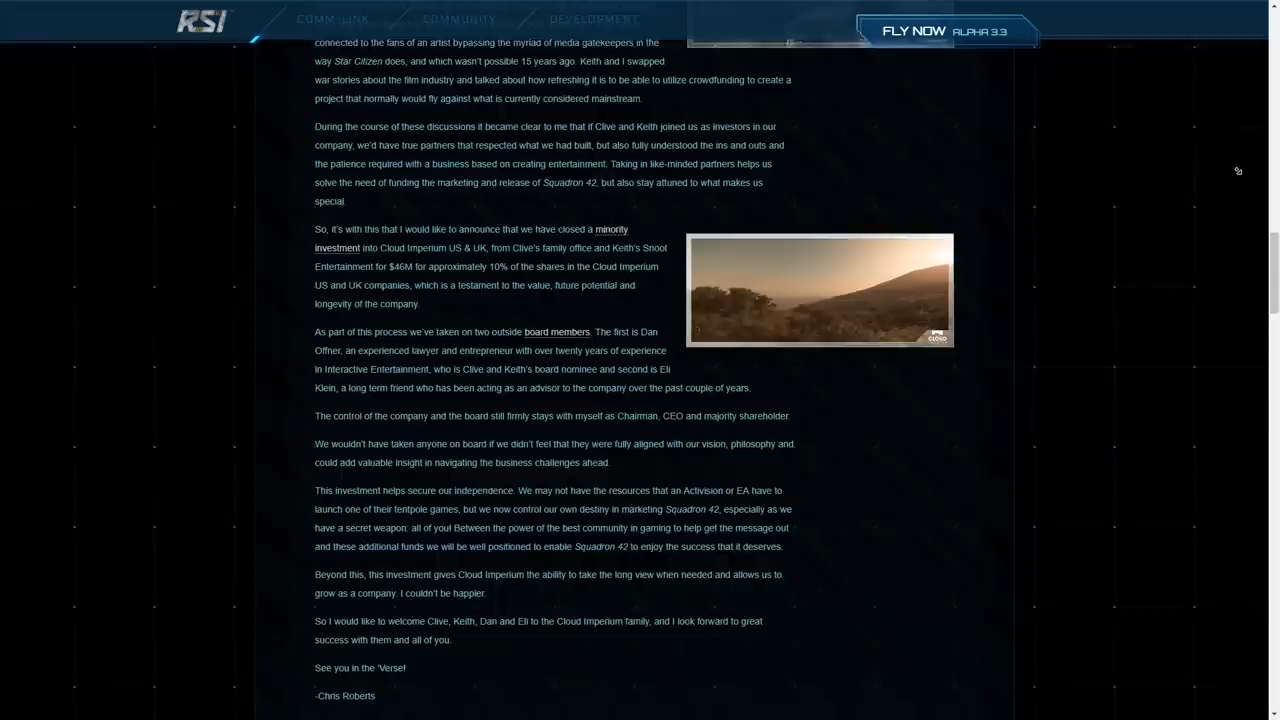 RSI
COMM-LINK
COMMUNITY
DEVELOPMENT
FLY NOW ALPHA 3.3
connected to the fans of an artist bypassing the myriad of media gatekeepers in the
way Star Citizen does, and which wasn't possible 15 years ago. Keith and I swapped
war stories about the film industry and talked about how refreshing it is to be able to utilize crowdfunding to create a
project that normally would fly against what is currently considered mainstream.
During the course of these discussions it became clear to me that if Clive and Keith joined us as investors in our
company, we'd have true partners that respected what we had built, but also fully understood the ins and outs and
the patience required with a business based on creating entertainment. Taking in like-minded partners helps us
solve the need of funding the marketing and release of Squadron 42, but also stay attuned to what makes us
special.
So, it's with this that I would like to announce that we have closed a minority
investment into Cloud Imperium US & UK, from Clive's family office and Keith's Snoot
Entertainment for $46M for approximately 10% of the shares in the Cloud Imperium
US and UK companies, which is a testament to the value, future potential and
longevity of the company.
As part of this process we've taken on two outside board members. The first is Dan
Offner, an experienced lawyer and entrepreneur with over twenty years of experience
in Interactive Entertainment, who is Clive and Keith's board nominee and second is Eli
Klein, a long term friend who has been acting as an advisor to the company over the past couple of years.
The control of the company and the board still firmly stays with myself as Chairman, CEO and majority shareholder.
We wouldn't have taken anyone on board if we didn't feel that they were fully aligned with our vision, philosophy and
could add valuable insight in navigating the business challenges ahead.
This investment helps secure our independence. We may not have the resources that an Activision or EA have to
launch one of their tentpole games, but we now control our own destiny in marketing Squadron 42, especially as we
have a secret weapon: all of you! Between the power of the best community in gaming to help get the message out
and these additional funds we will be well positioned to enable Squadron 42 to enjoy the success that it deserves.
Beyond this, this investment gives Cloud Imperium the ability to take the long view when needed and allows us to
grow as a company. I couldn't be happier.
So I would like to welcome Clive, Keith, Dan and Eli to the Cloud Imperium family, and I look forward to great
success with them and all of you.
See you in the 'Verse!
-Chris Roberts
CLOUD